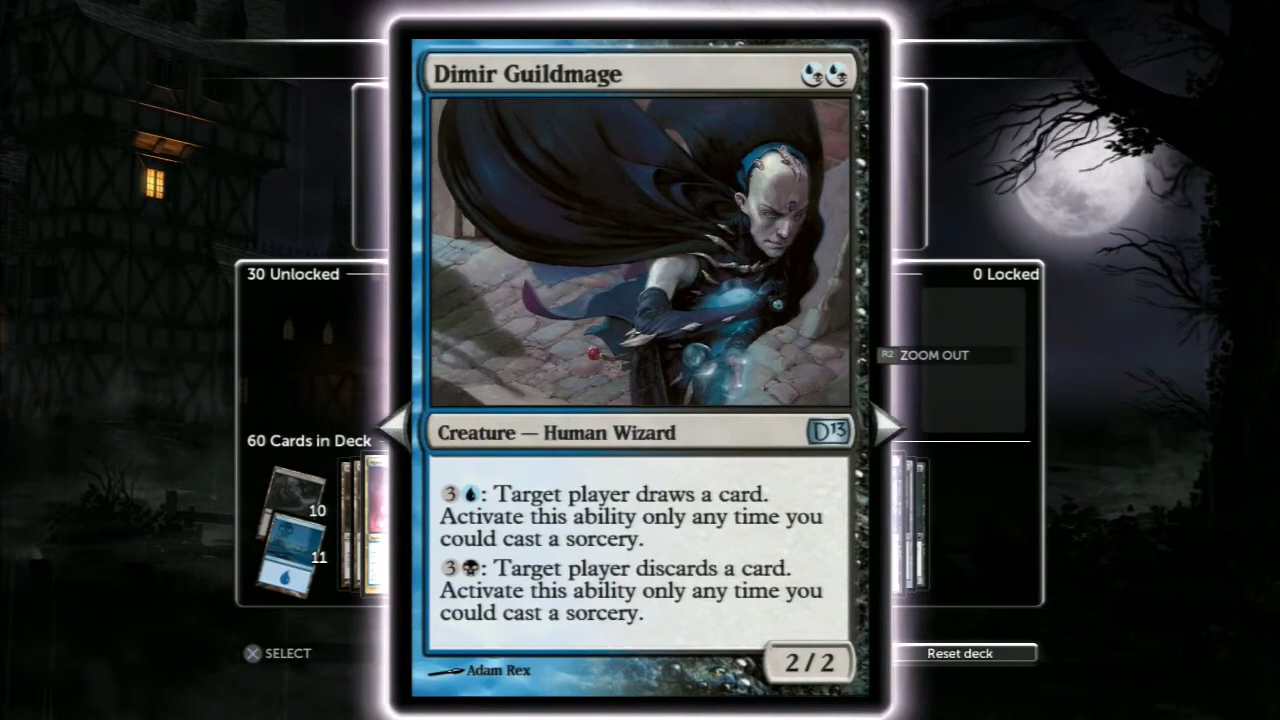 Dimir Guildmage
30 Unlocked
0 Locked
R2 ZOOM OUT
Creature — Human Wizard
D13
60 Cards in Deck
10
11
3: Target player draws a card.
Activate this ability only any time you
could cast a sorcery.
3: Target player discards a card.
Activate this ability only any time you
could cast a sorcery.
SELECT
2/2
Reset deck
Adam Rex